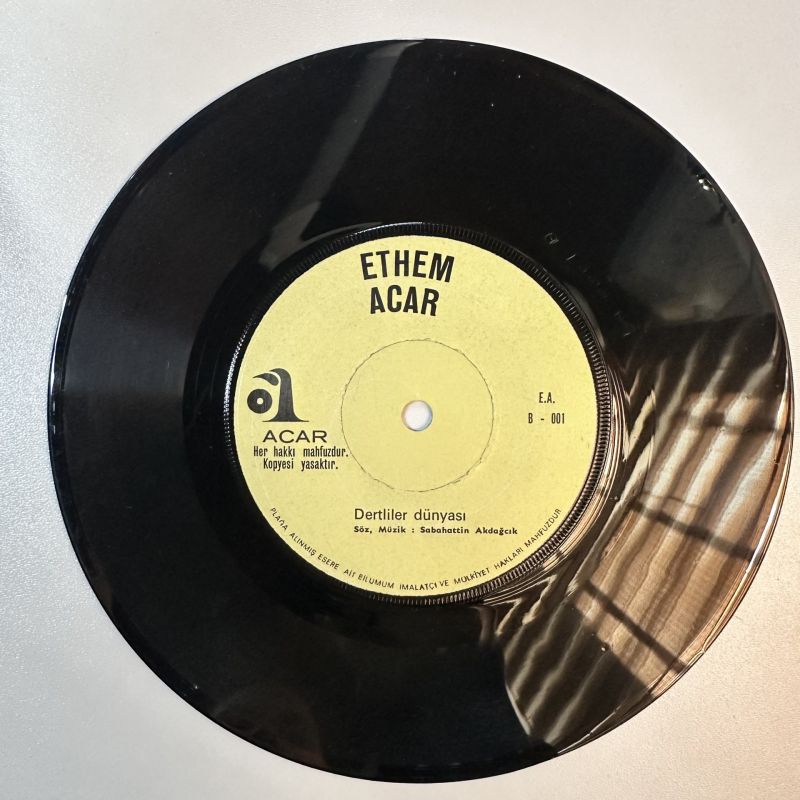 ETHEM
ACAR
E.A.
B - 001
ACAR
Her hakkı mahfuzdur.
Kopyesi yasaktır.
Dertliler dünyası
Söz, Müzik : Sabahattin Akdağcık
PLAĞA ALINMIŞ ESERE AİT BİLUMUM İMALATÇI VE MÜLKİYET HAKLARI MAHFUZDUR